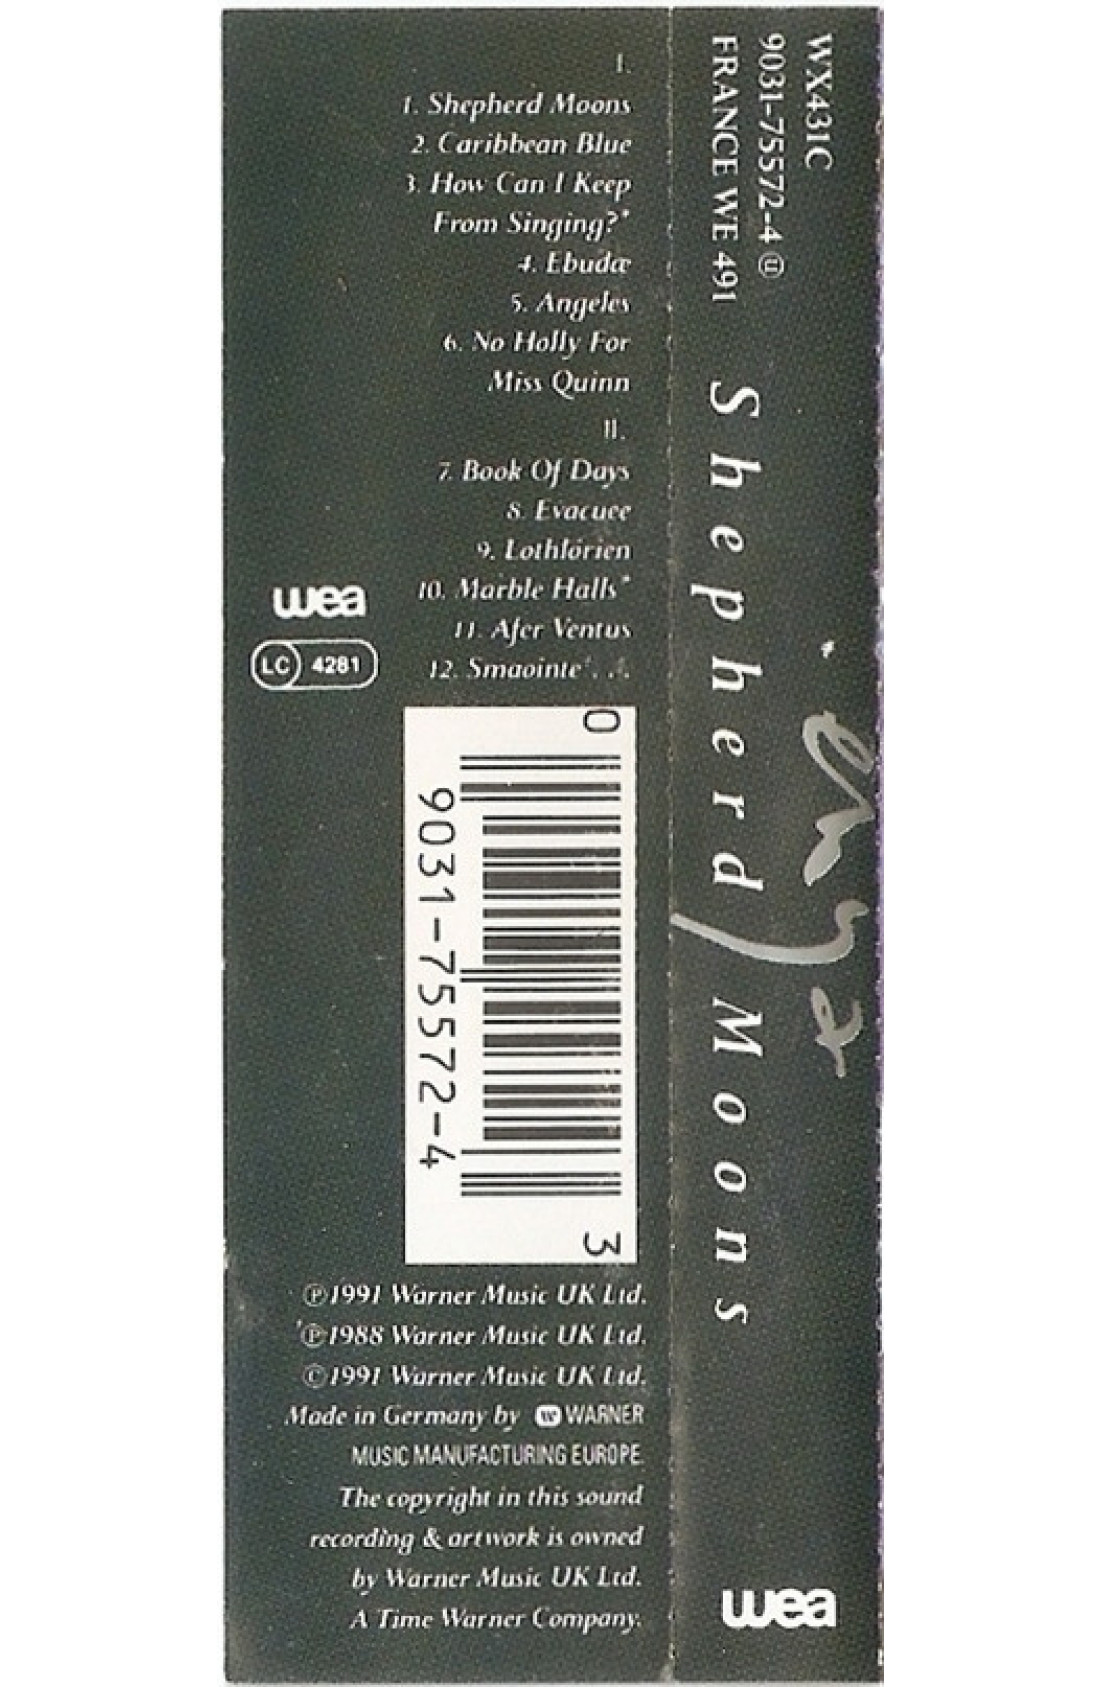 I.
1. Shepherd Moons
2. Caribbean Blue
3. How Can I Keep
From Singing?*
4. Ebudæ
5. Angeles
6. No Holly For
Miss Quinn
II.
7. Book Of Days
8. Evacuee
9. Lothlórien
10. Marble Halls*
11. Afer Ventus
12. Smaointe' . . .
wea
LC 4281
0
9031-75572-4
3
℗1991 Warner Music UK Ltd.
'℗1988 Warner Music UK Ltd.
©1991 Warner Music UK Ltd.
Made in Germany by W WARNER
MUSIC MANUFACTURING EUROPE.
The copyright in this sound
recording & artwork is owned
by Warner Music UK Ltd.
A Time Warner Company.
WX431C
9031-75572-4 Ⓤ
FRANCE WE 491
enya
Shepherd Moons
wea